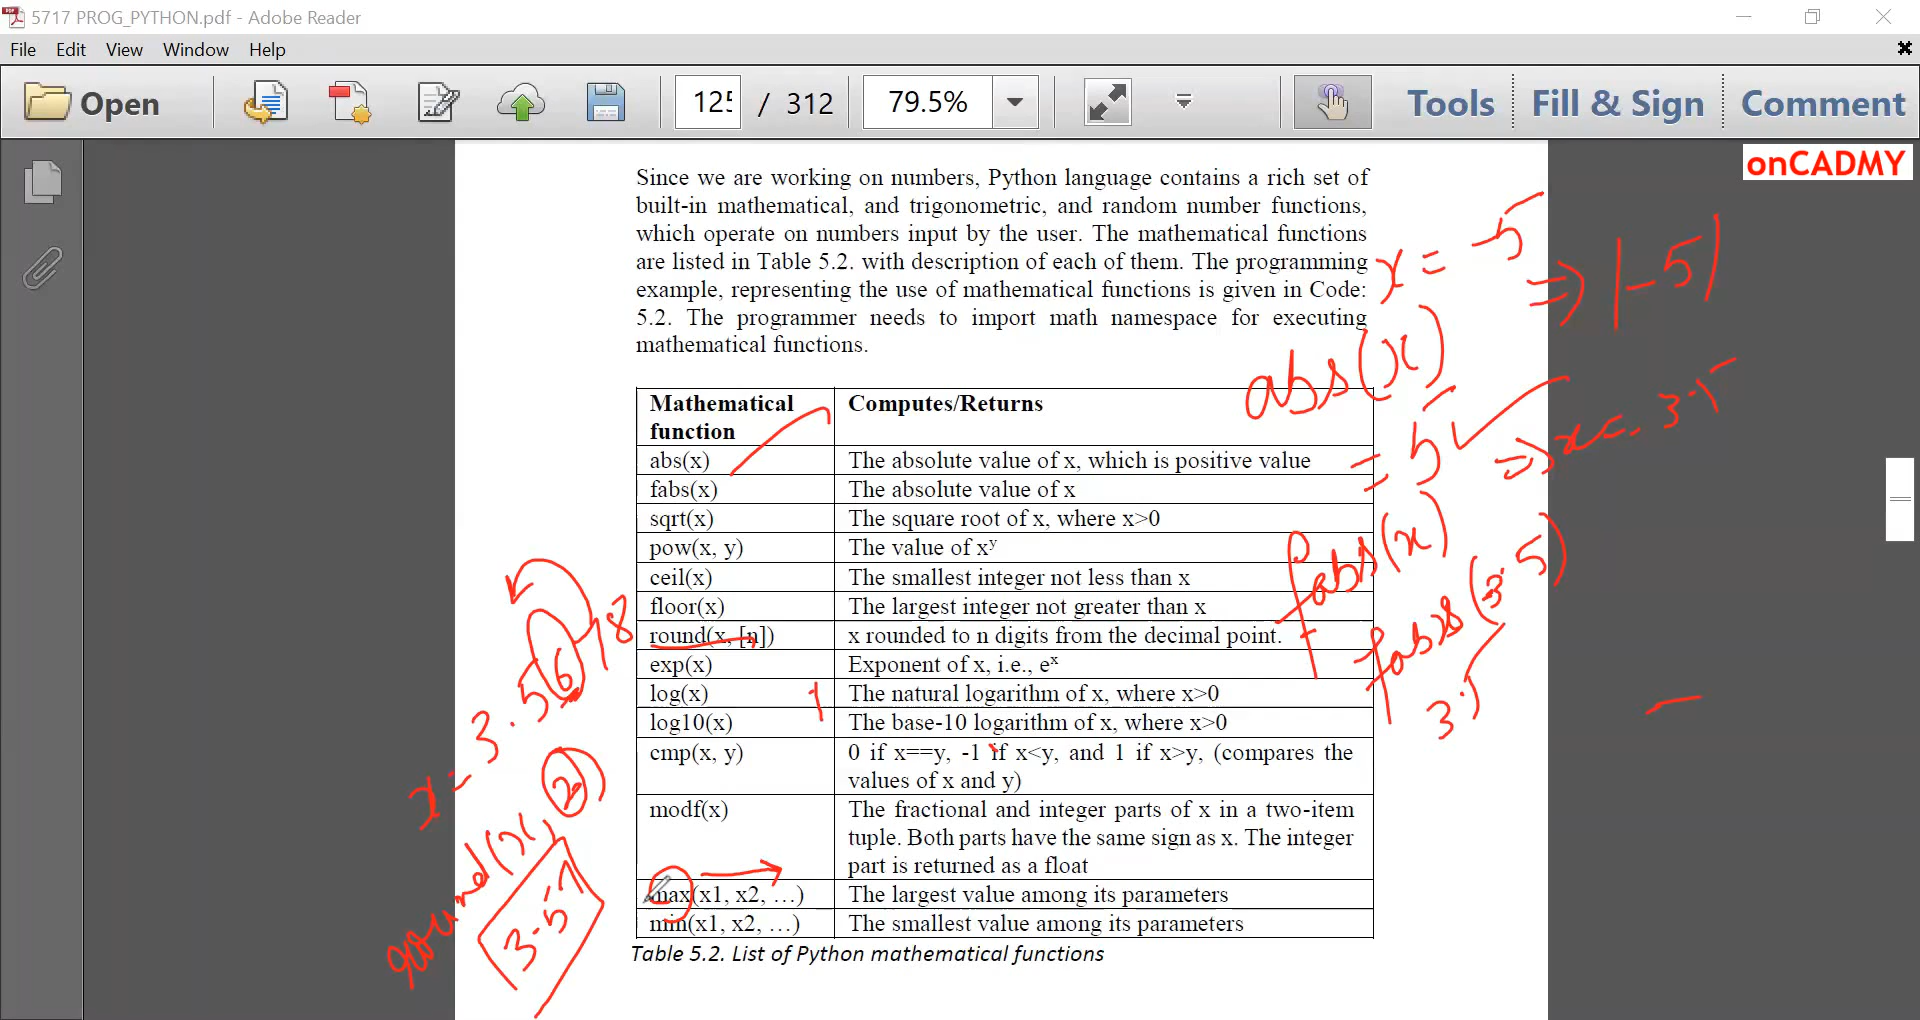 5717 PROG_PYTHON.pdf - Adobe Reader
File Edit View Window Help
Open 125 / 312 79.5% Tools Fill & Sign Comment
onCADMY
Since we are working on numbers, Python language contains a rich set of
built-in mathematical, and trigonometric, and random number functions,
which operate on numbers input by the user. The mathematical functions
are listed in Table 5.2. with description of each of them. The programming
example, representing the use of mathematical functions is given in Code:
5.2. The programmer needs to import math namespace for executing
mathematical functions.
x = -5
⇒ |-5|
abs(x)
= 5
⇒ x = 3.5
fabs(x)
fabs(3.5)
3.5
Mathematical function Computes/Returns
abs(x) The absolute value of x, which is positive value
fabs(x) The absolute value of x
sqrt(x) The square root of x, where x>0
pow(x, y) The value of xʸ
ceil(x) The smallest integer not less than x
floor(x) The largest integer not greater than x
round(x, [n]) x rounded to n digits from the decimal point.
exp(x) Exponent of x, i.e., eˣ
log(x) The natural logarithm of x, where x>0
log10(x) The base-10 logarithm of x, where x>0
cmp(x, y) 0 if x==y, -1 if x<y, and 1 if x>y, (compares the
values of x and y)
modf(x) The fractional and integer parts of x in a two-item
tuple. Both parts have the same sign as x. The integer
part is returned as a float
max(x1, x2, …) The largest value among its parameters
min(x1, x2, …) The smallest value among its parameters
Table 5.2. List of Python mathematical functions
round(x, 2)
3.57